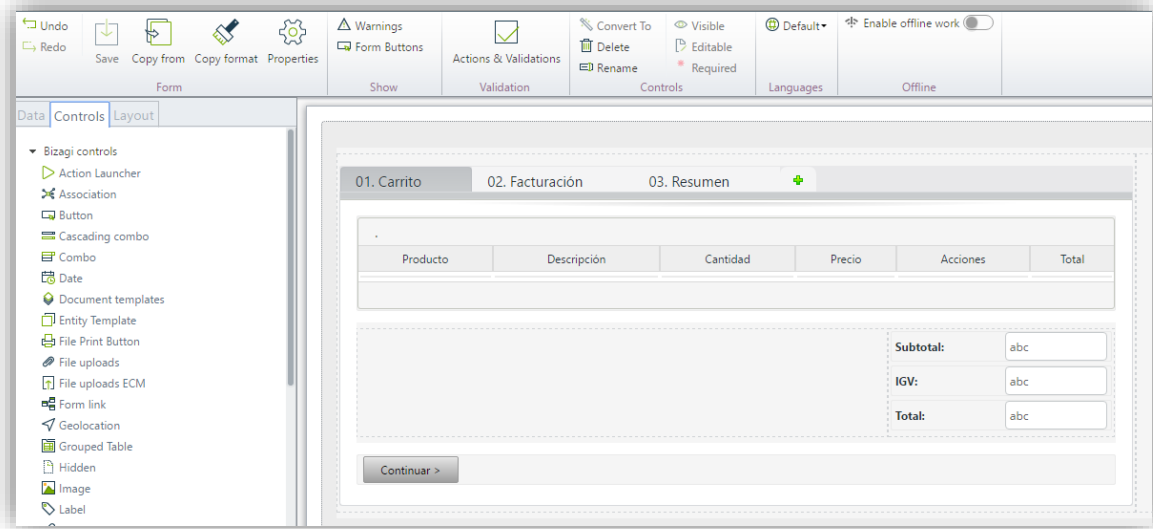 Undo
Redo
Save
Copy from
Copy format
Properties
Form
Warnings
Form Buttons
Show
Actions & Validations
Validation
Convert To
Delete
Rename
Visible
Editable
Required
Controls
Default
Languages
Enable offline work
Offline
Data
Controls
Layout
Bizagi controls
Action Launcher
Association
Button
Cascading combo
Combo
Date
Document templates
Entity Template
File Print Button
File uploads
File uploads ECM
Form link
Geolocation
Grouped Table
Hidden
Image
Label
01. Carrito
02. Facturación
03. Resumen
.
Producto
Descripción
Cantidad
Precio
Acciones
Total
Subtotal:
abc
IGV:
abc
Total:
abc
Continuar >